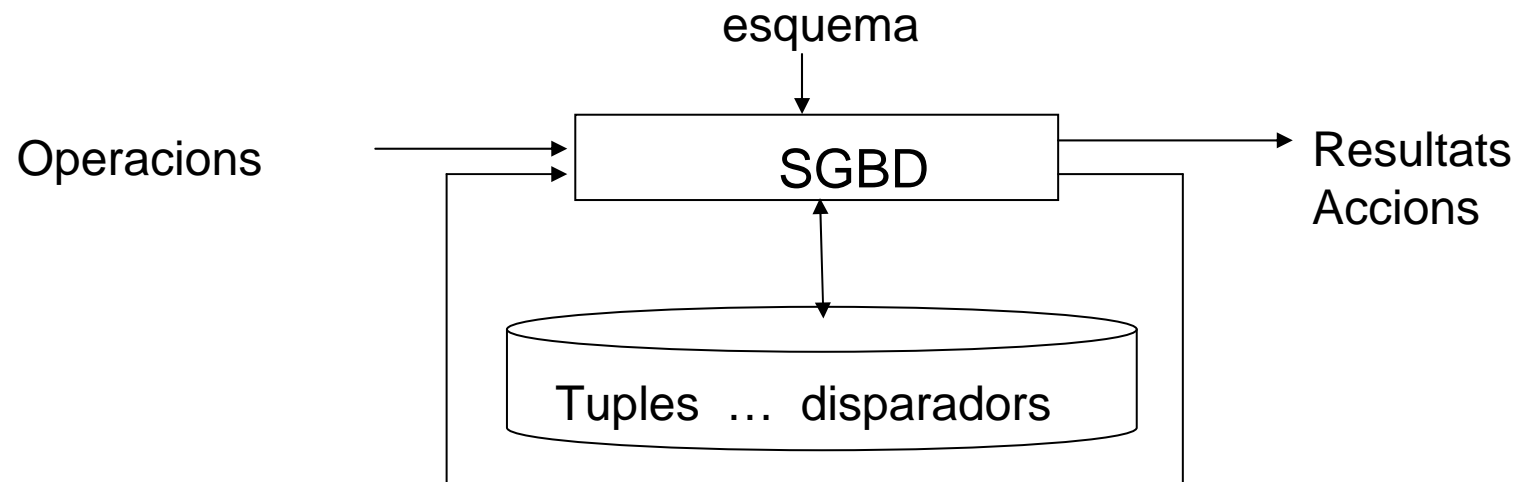 esquema
Operacions
SGBD
Resultats
Accions
Tuples … disparadors